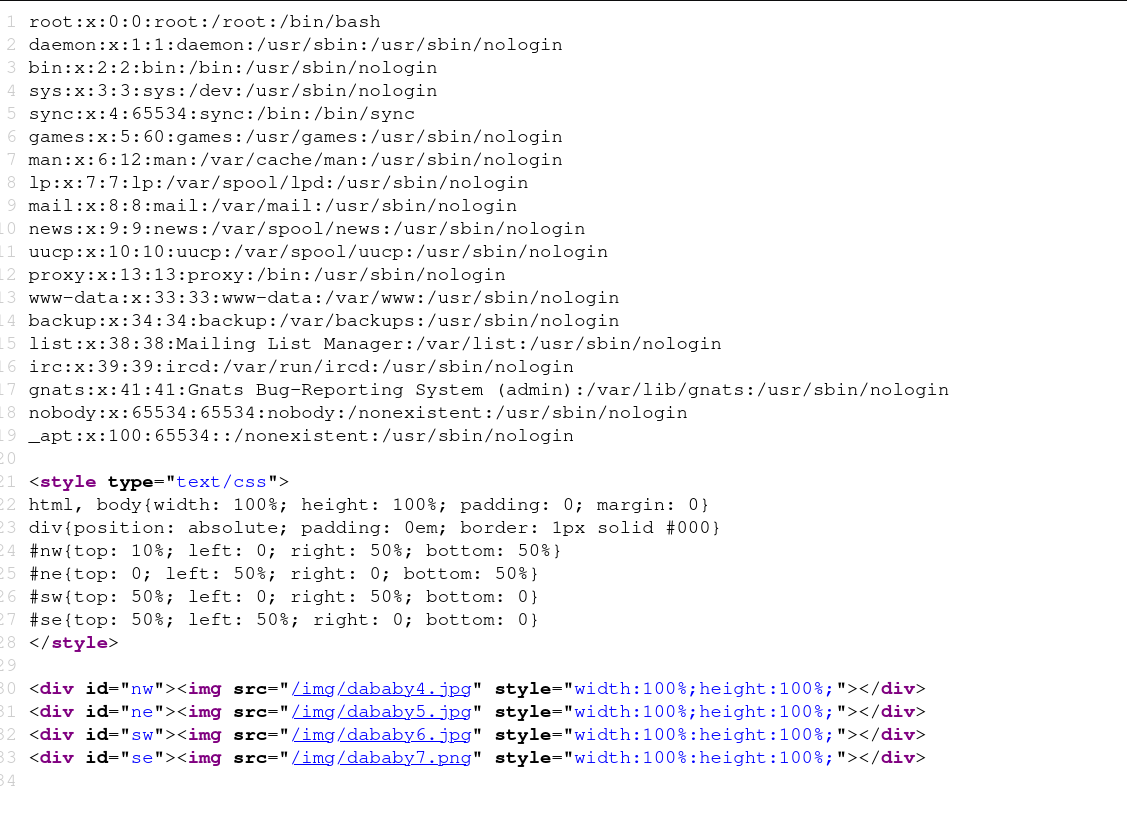 1 root:x:0:0:root:/root:/bin/bash
2 daemon:x:1:1:daemon:/usr/sbin:/usr/sbin/nologin
3 bin:x:2:2:bin:/bin:/usr/sbin/nologin
4 sys:x:3:3:sys:/dev:/usr/sbin/nologin
5 sync:x:4:65534:sync:/bin:/bin/sync
6 games:x:5:60:games:/usr/games:/usr/sbin/nologin
7 man:x:6:12:man:/var/cache/man:/usr/sbin/nologin
8 lp:x:7:7:lp:/var/spool/lpd:/usr/sbin/nologin
9 mail:x:8:8:mail:/var/mail:/usr/sbin/nologin
10 news:x:9:9:news:/var/spool/news:/usr/sbin/nologin
11 uucp:x:10:10:uucp:/var/spool/uucp:/usr/sbin/nologin
12 proxy:x:13:13:proxy:/bin:/usr/sbin/nologin
13 www-data:x:33:33:www-data:/var/www:/usr/sbin/nologin
14 backup:x:34:34:backup:/var/backups:/usr/sbin/nologin
15 list:x:38:38:Mailing List Manager:/var/list:/usr/sbin/nologin
16 irc:x:39:39:ircd:/var/run/ircd:/usr/sbin/nologin
17 gnats:x:41:41:Gnats Bug-Reporting System (admin):/var/lib/gnats:/usr/sbin/nologin
18 nobody:x:65534:65534:nobody:/nonexistent:/usr/sbin/nologin
19 _apt:x:100:65534::/nonexistent:/usr/sbin/nologin
20
21 <style type="text/css">
22 html, body{width: 100%; height: 100%; padding: 0; margin: 0}
23 div{position: absolute; padding: 0em; border: 1px solid #000}
24 #nw{top: 10%; left: 0; right: 50%; bottom: 50%}
25 #ne{top: 0; left: 50%; right: 0; bottom: 50%}
26 #sw{top: 50%; left: 0; right: 50%; bottom: 0}
27 #se{top: 50%; left: 50%; right: 0; bottom: 0}
28 </style>
29
30 <div id="nw"><img src="/img/dababy4.jpg" style="width:100%;height:100%;"></div>
31 <div id="ne"><img src="/img/dababy5.jpg" style="width:100%;height:100%;"></div>
32 <div id="sw"><img src="/img/dababy6.jpg" style="width:100%:height:100%;"></div>
33 <div id="se"><img src="/img/dababy7.png" style="width:100%:height:100%;"></div>
34